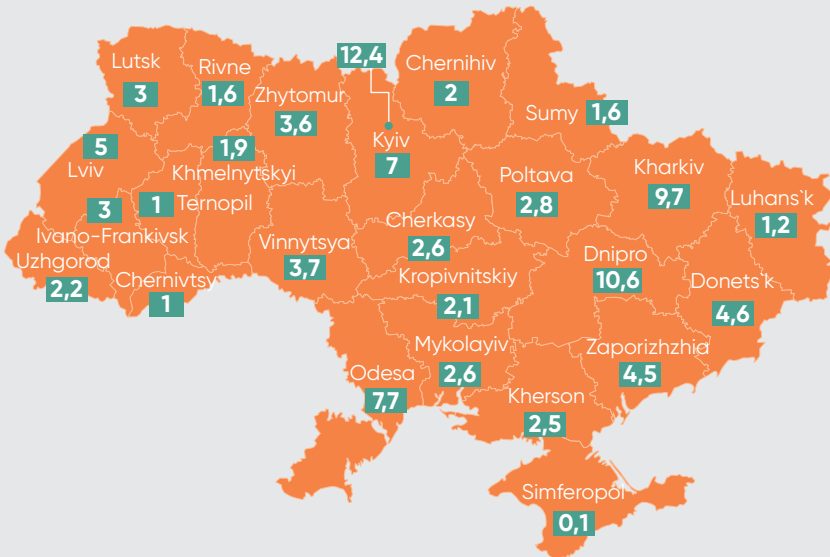 12,4
Lutsk
3
Rivne
1,6
Zhytomur
3,6
Chernihiv
2
Sumy
1,6
Kyiv
7
5
Lviv
1,9
Khmelnytskyi
1
Ternopil
3
Ivano-Frankivsk
Uzhgorod
2,2
Chernivtsy
1
Vinnytsya
3,7
Cherkasy
2,6
Poltava
2,8
Kharkiv
9,7
Luhans`k
1,2
Kropivnitskiy
2,1
Dnipro
10,6
Donets`k
4,6
Mykolayiv
2,6
Zaporizhzhia
4,5
Odesa
7,7
Kherson
2,5
Simferopol
0,1